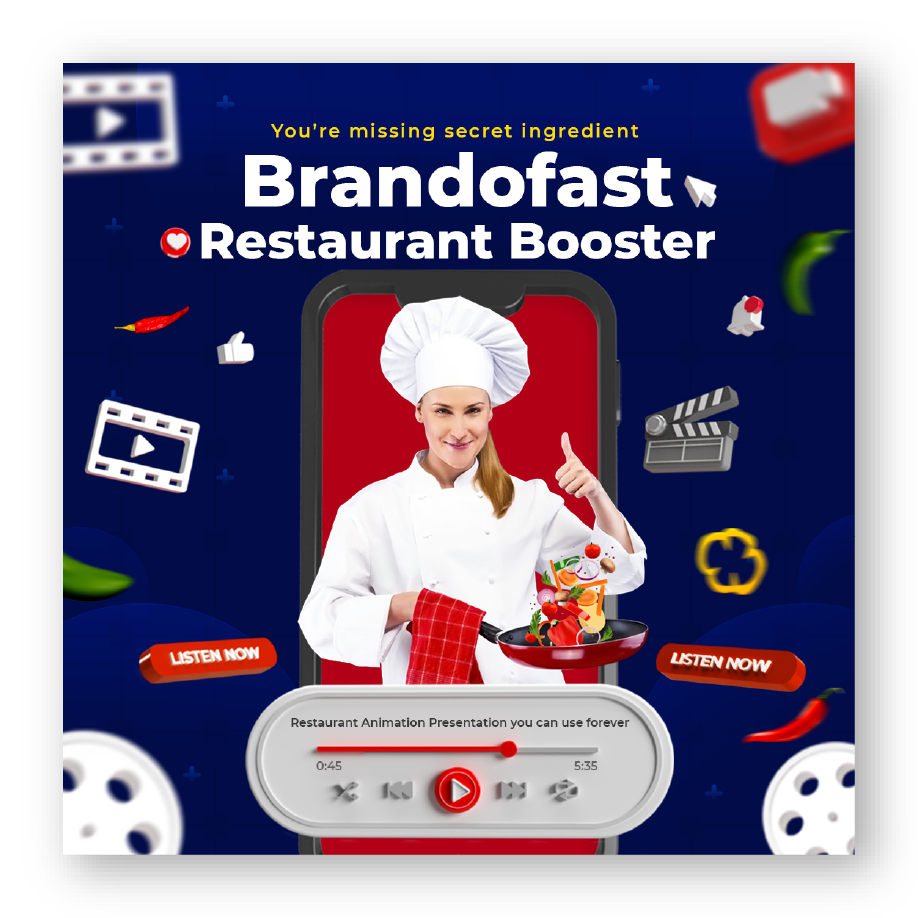 You’re missing secret ingredient
Brandofast
Restaurant Booster
LISTEN NOW
LISTEN NOW
Restaurant Animation Presentation you can use forever
0:45
5:35